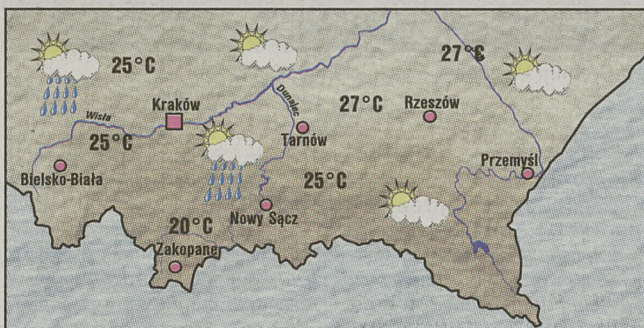 27°C
25°C
Kraków
Dunajec
27°C
Rzeszów
Wisła
25°C
Tarnów
Przemyśl
Bielsko-Biała
25°C
Nowy Sącz
20°C
Zakopane